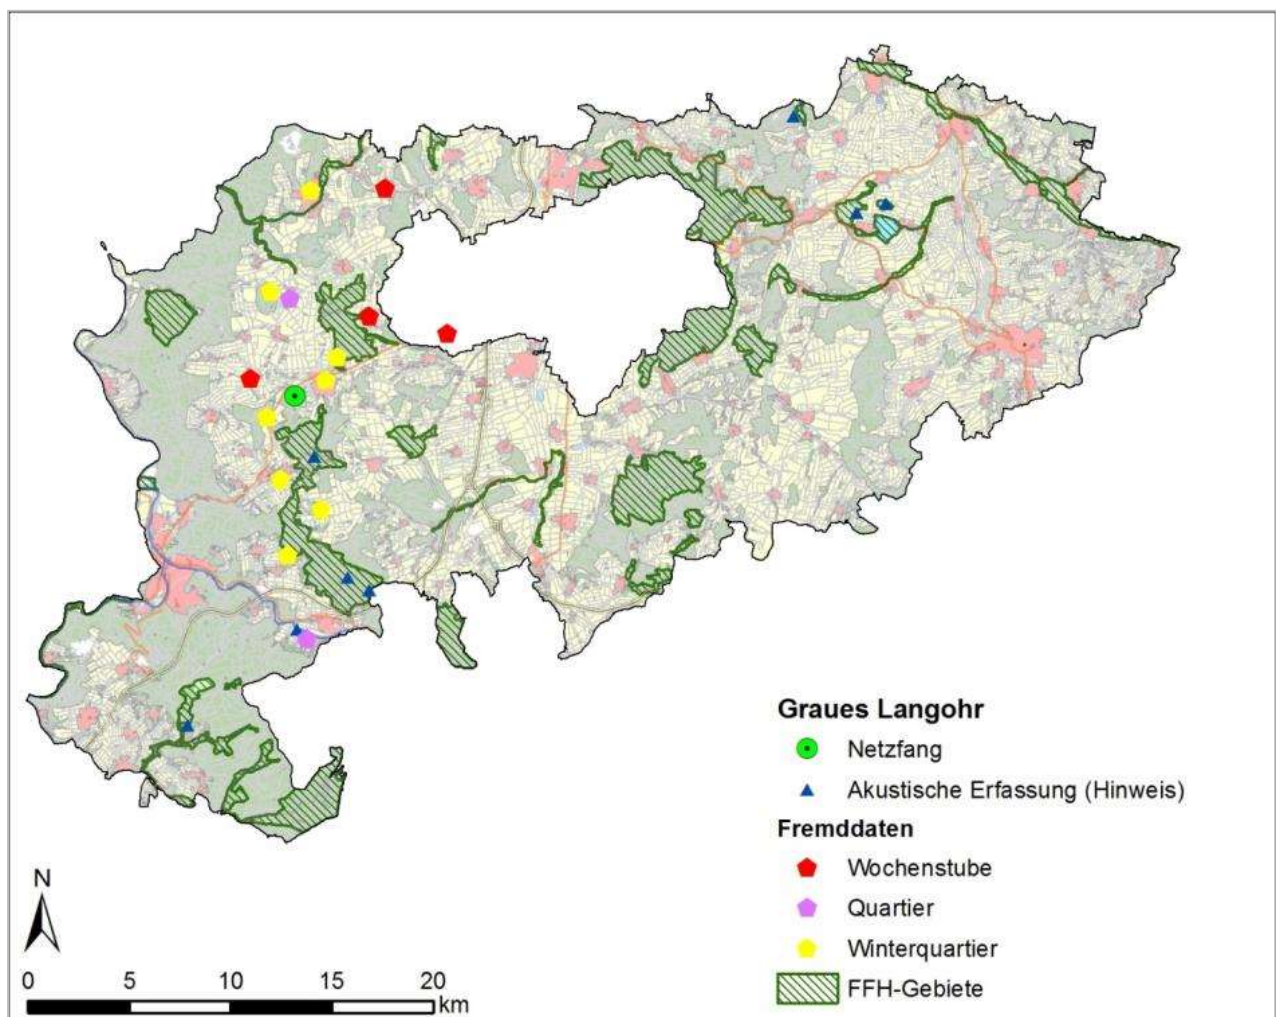 Graues Langohr
Netzfang
Akustische Erfassung (Hinweis)
Fremddaten
Wochenstube
Quartier
Winterquartier
FFH-Gebiete
N
0 5 10 15 20
km